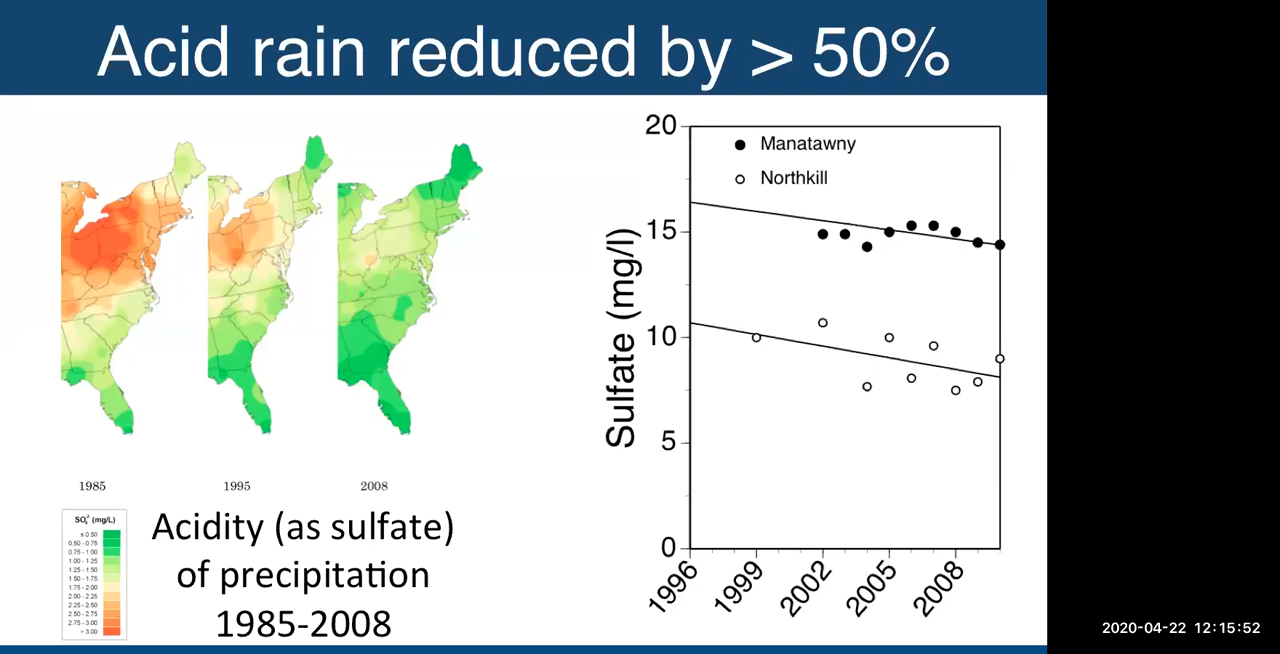 Acid rain reduced by > 50%
1985
1995
2008
SO₄²⁻ (mg/L)
≤ 0.50
0.50 - 0.75
0.75 - 1.00
1.00 - 1.25
1.25 - 1.50
1.50 - 1.75
1.75 - 2.00
2.00 - 2.25
2.25 - 2.50
2.50 - 2.75
2.75 - 3.00
> 3.00
Acidity (as sulfate)
of precipitation
1985-2008
Sulfate (mg/l)
20
15
10
5
0
Manatawny
Northkill
1996
1999
2002
2005
2008
2020-04-22 12:15:52